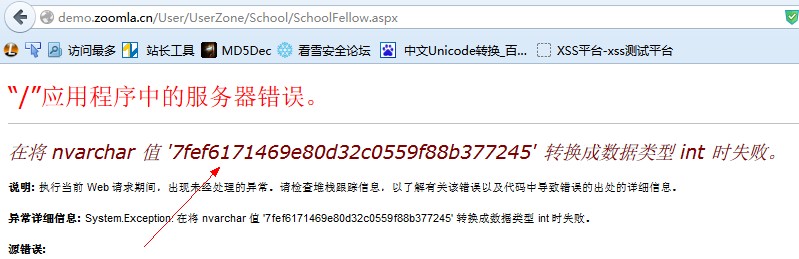 demo.zoomla.cn/User/UserZone/School/SchoolFellow.aspx
访问最多 站长工具 MD5Dec 看雪安全论坛 中文Unicode转换_百... XSS平台-xss测试平台
“/”应用程序中的服务器错误。
在将 nvarchar 值 '7fef6171469e80d32c0559f88b377245' 转换成数据类型 int 时失败。
说明: 执行当前 Web 请求期间，出现未经处理的异常。请检查堆栈跟踪信息，以了解有关该错误以及代码中导致错误的出处的详细信息。
异常详细信息: System.Exception: 在将 nvarchar 值 '7fef6171469e80d32c0559f88b377245' 转换成数据类型 int 时失败。
源错误: